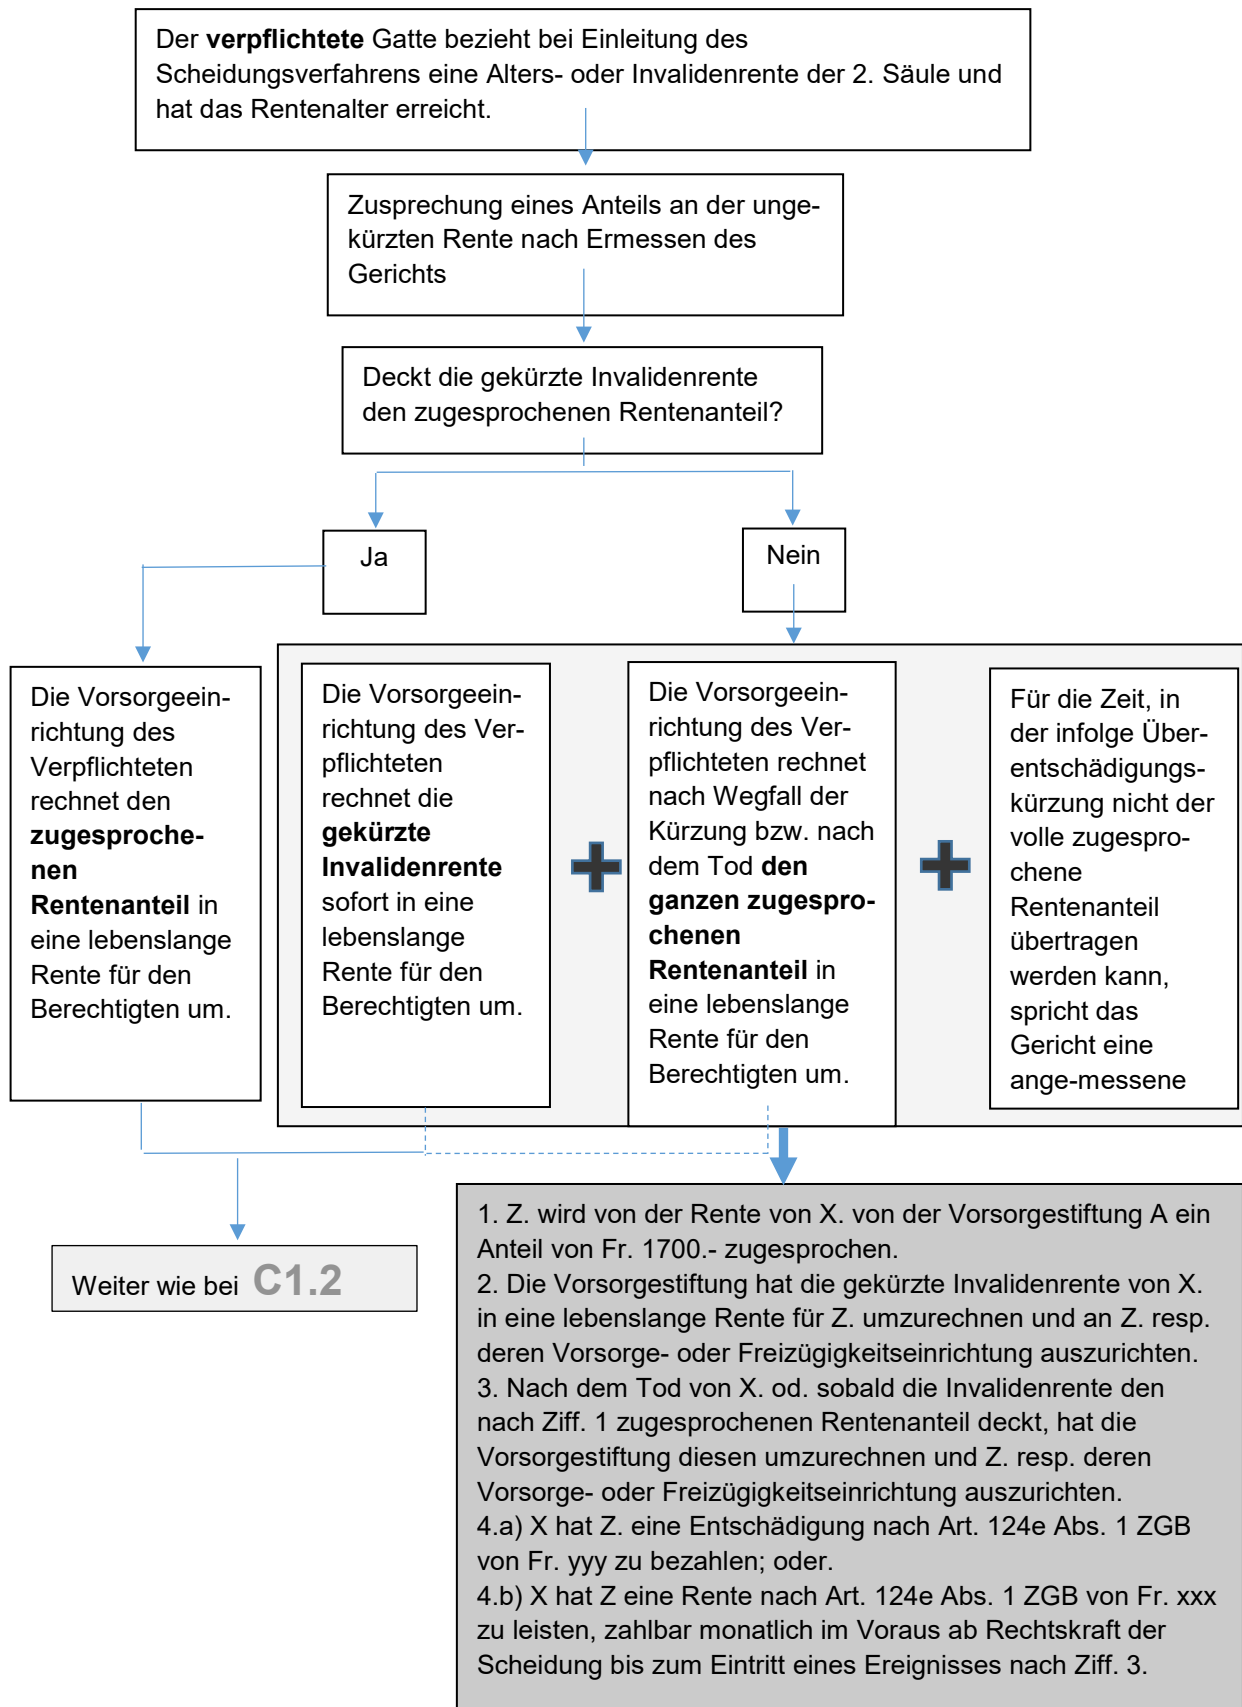 Der verpflichtete Gatte bezieht bei Einleitung des
Scheidungsverfahrens eine Alters- oder Invalidenrente der 2. Säule und
hat das Rentenalter erreicht.
Zusprechung eines Anteils an der unge-
kürzten Rente nach Ermessen des
Gerichts
Deckt die gekürzte Invalidenrente
den zugesprochenen Rentenanteil?
Ja
Nein
Die Vorsorgeein-
richtung des
Verpflichteten
rechnet den
zugesproche-
nen
Rentenanteil in
eine lebenslange
Rente für den
Berechtigten um.
Die Vorsorgeein-
richtung des Ver-
pflichteten
rechnet die
gekürzte
Invalidenrente
sofort in eine
lebenslange
Rente für den
Berechtigten um.
Die Vorsorgeein-
richtung des Ver-
pflichteten rechnet
nach Wegfall der
Kürzung bzw. nach
dem Tod den
ganzen zugespro-
chenen
Rentenanteil in
eine lebenslange
Rente für den
Berechtigten um.
Für die Zeit, in
der infolge Über-
entschädigungs-
kürzung nicht der
volle zugespro-
chene
Rentenanteil
übertragen
werden kann,
spricht das
Gericht eine
ange-messene
Weiter wie bei C1.2
1. Z. wird von der Rente von X. von der Vorsorgestiftung A ein
Anteil von Fr. 1700.- zugesprochen.
2. Die Vorsorgestiftung hat die gekürzte Invalidenrente von X.
in eine lebenslange Rente für Z. umzurechnen und an Z. resp.
deren Vorsorge- oder Freizügigkeitseinrichtung auszurichten.
3. Nach dem Tod von X. od. sobald die Invalidenrente den
nach Ziff. 1 zugesprochenen Rentenanteil deckt, hat die
Vorsorgestiftung diesen umzurechnen und Z. resp. deren
Vorsorge- oder Freizügigkeitseinrichtung auszurichten.
4.a) X hat Z. eine Entschädigung nach Art. 124e Abs. 1 ZGB
von Fr. yyy zu bezahlen; oder.
4.b) X hat Z eine Rente nach Art. 124e Abs. 1 ZGB von Fr. xxx
zu leisten, zahlbar monatlich im Voraus ab Rechtskraft der
Scheidung bis zum Eintritt eines Ereignisses nach Ziff. 3.